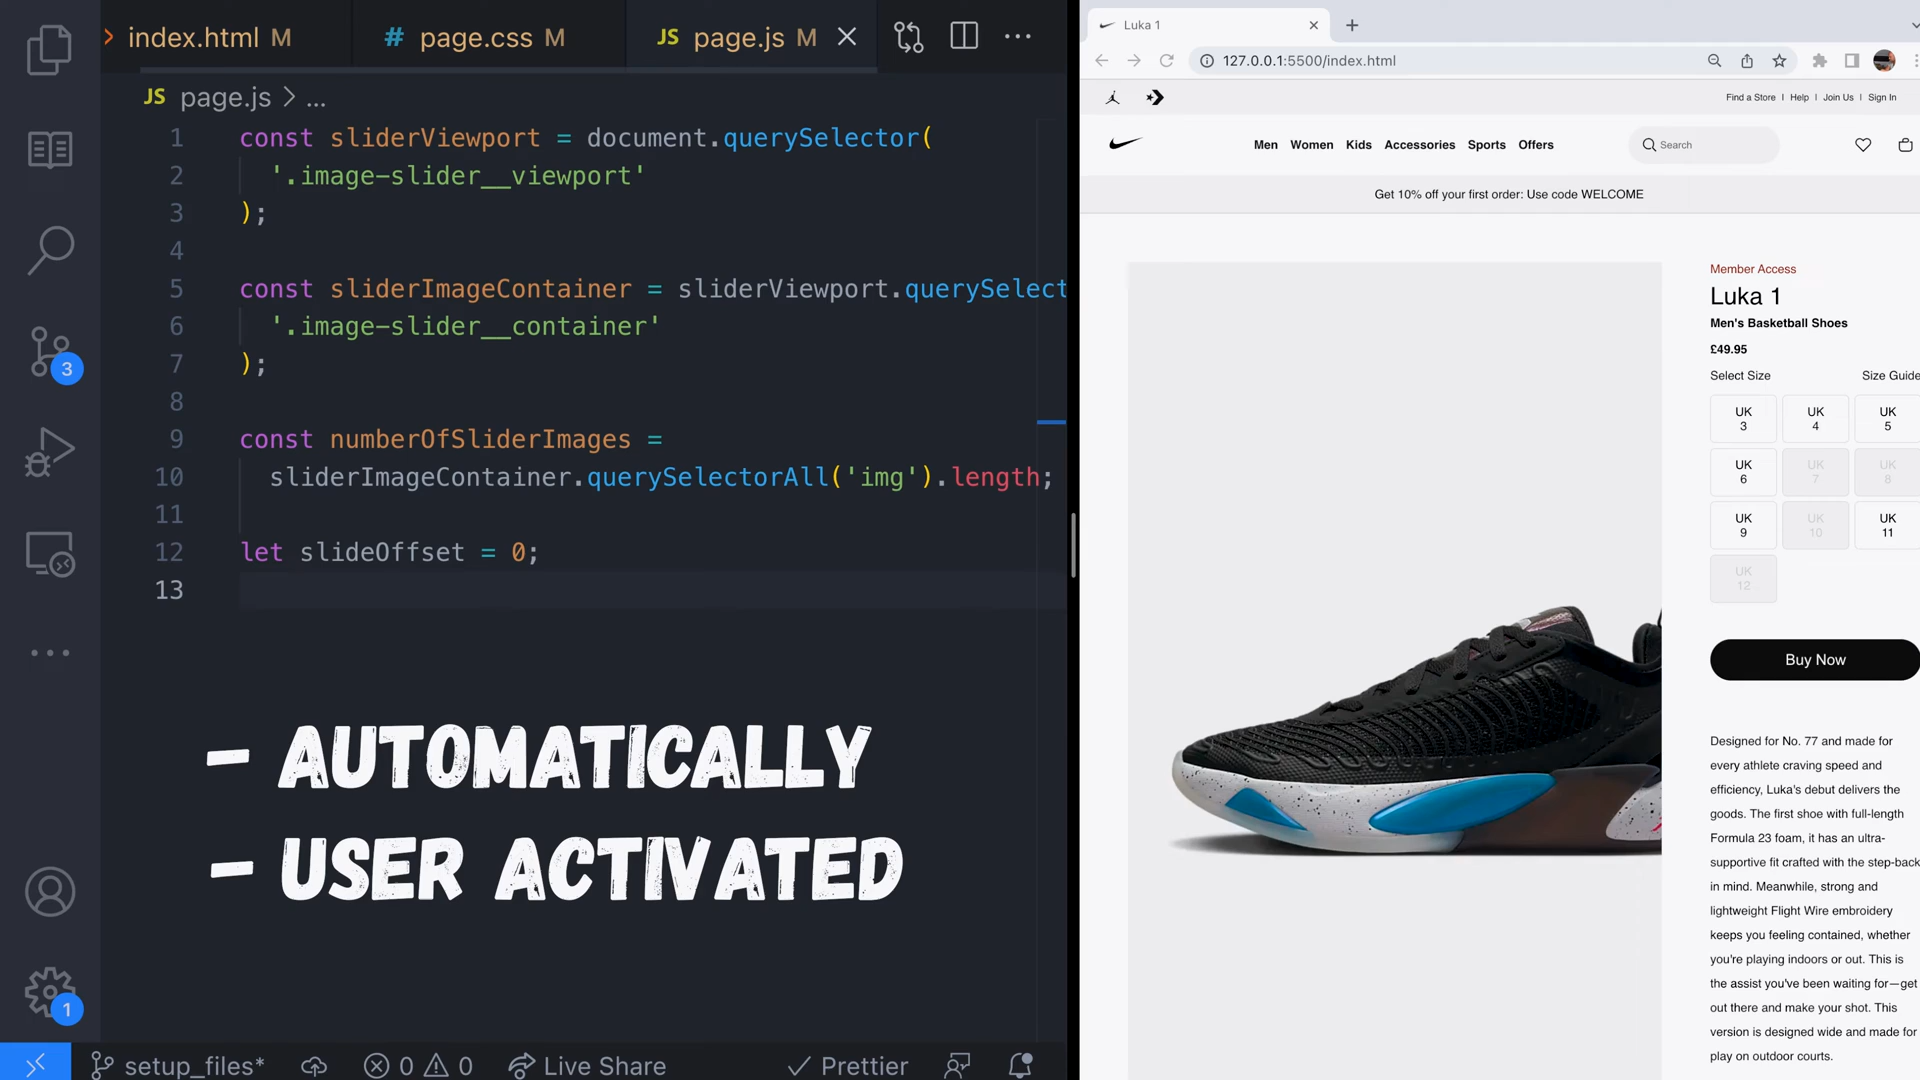 index.html M
# page.css M
JS page.js M
JS page.js > ...
1 const sliderViewport = document.querySelector(
2 '.image-slider__viewport'
3 );
4
5 const sliderImageContainer = sliderViewport.querySelect
6 '.image-slider__container'
7 );
8
9 const numberOfSliderImages =
10 sliderImageContainer.querySelectorAll('img').length;
11
12 let slideOffset = 0;
13
- AUTOMATICALLY
- USER ACTIVATED
3
1
setup_files*
0
0
Live Share
Prettier
Luka 1
127.0.0.1:5500/index.html
Find a Store | Help | Join Us | Sign In
Men Women Kids Accessories Sports Offers
Search
Get 10% off your first order: Use code WELCOME
Member Access
Luka 1
Men's Basketball Shoes
£49.95
Select Size
Size Guide
UK 3
UK 4
UK 5
UK 6
UK 7
UK 8
UK 9
UK 10
UK 11
UK 12
Buy Now
Designed for No. 77 and made for
every athlete craving speed and
efficiency, Luka's debut delivers the
goods. The first shoe with full-length
Formula 23 foam, it has an ultra-
supportive fit crafted with the step-back
in mind. Meanwhile, strong and
lightweight Flight Wire embroidery
keeps you feeling contained, whether
you're playing indoors or out. This is
the assist you've been waiting for—get
out there and make your shot. This
version is designed wide and made for
play on outdoor courts.